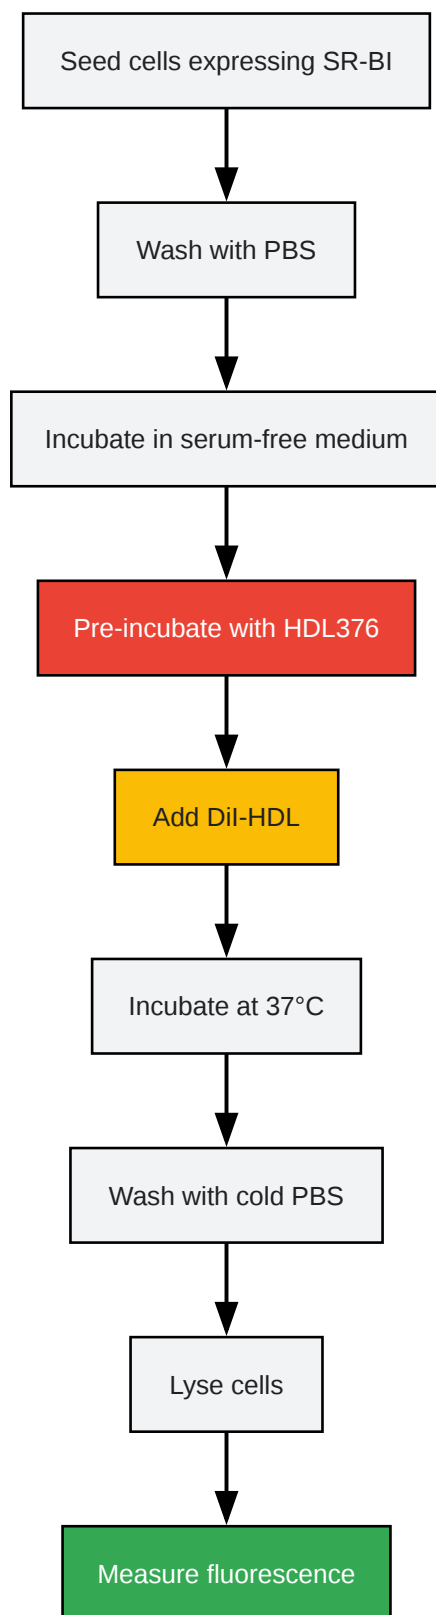 Seed cells expressing SR-BI
Wash with PBS
Incubate in serum-free medium
Pre-incubate with HDL376
Add DiI-HDL
Incubate at 37°C
Wash with cold PBS
Lyse cells
Measure fluorescence